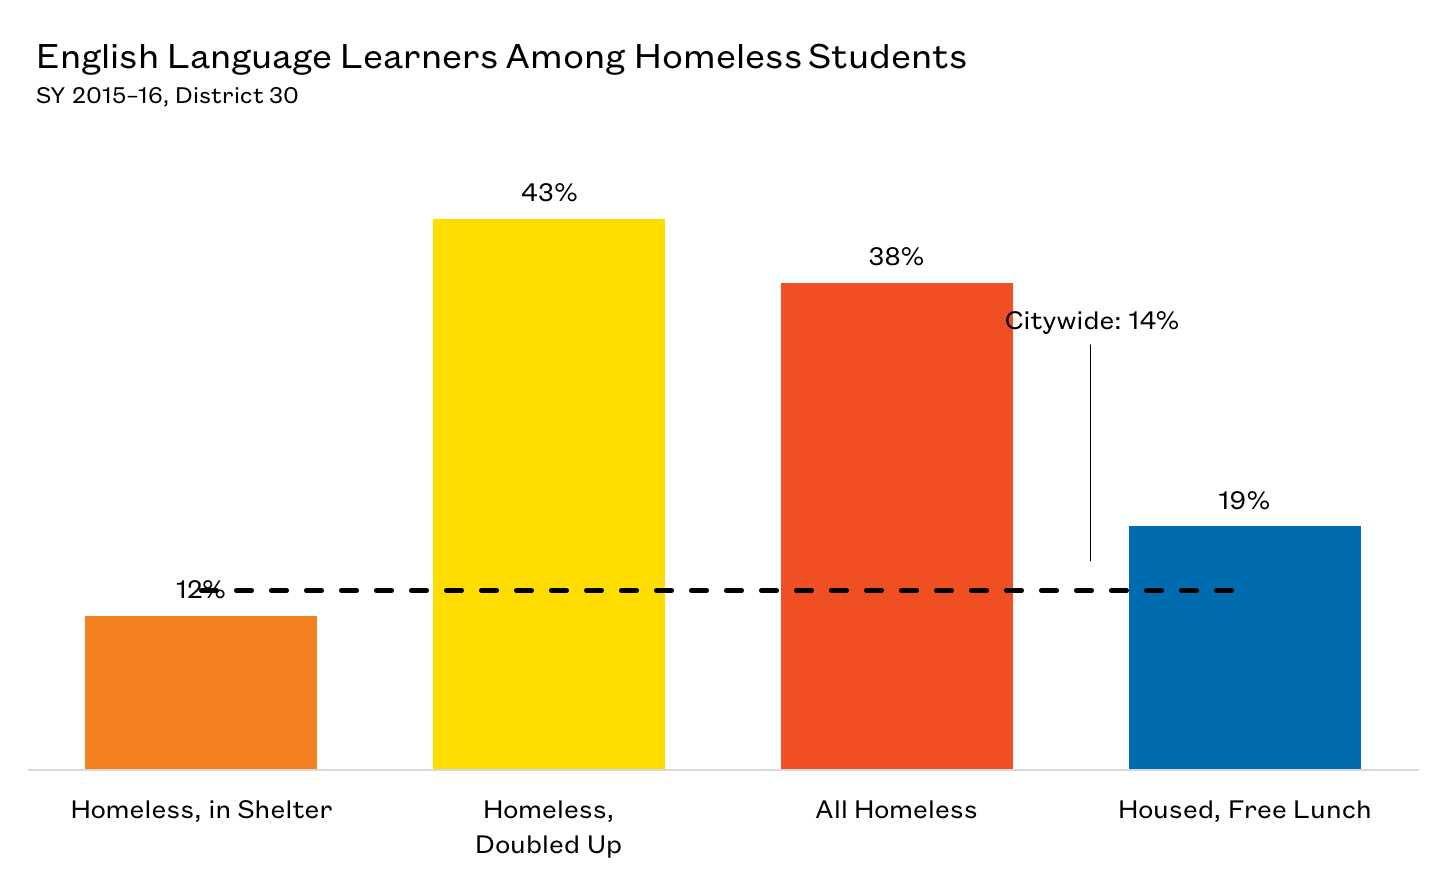 English Language Learners Among Homeless Students
SY 2015–16, District 30
43%
38%
Citywide: 14%
19%
12%
Homeless, in Shelter
Homeless,
Doubled Up
All Homeless
Housed, Free Lunch